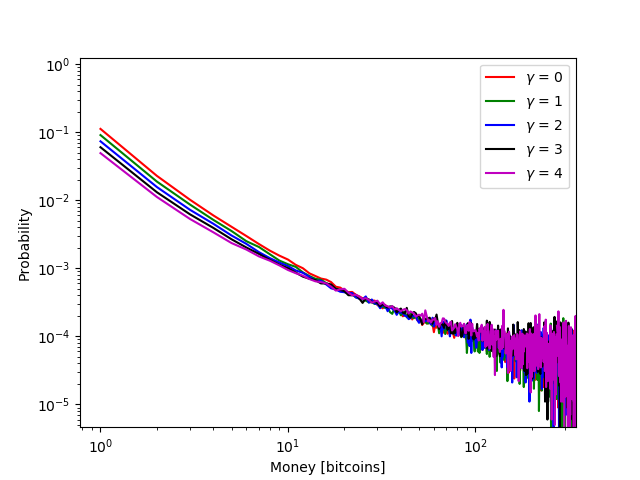 10⁰
10⁻¹
10⁻²
10⁻³
10⁻⁴
10⁻⁵
Probability
γ = 0
γ = 1
γ = 2
γ = 3
γ = 4
10⁰ 10¹ 10²
Money [bitcoins]